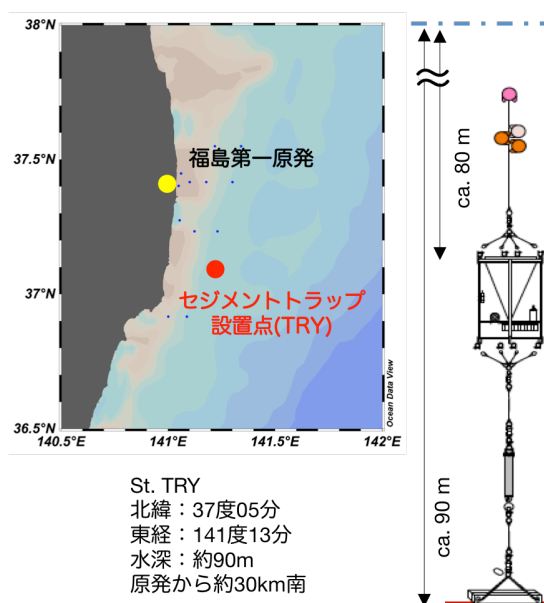 38°N
37.5°N
37°N
36.5°N
140.5°E
141°E
141.5°E
142°E
福島第一原発
セジメントトラップ
設置点(TRY)
Ocean Data View
ca. 80 m
ca. 90 m
St. TRY
北緯：37度05分
東経：141度13分
水深：約90m
原発から約30km南